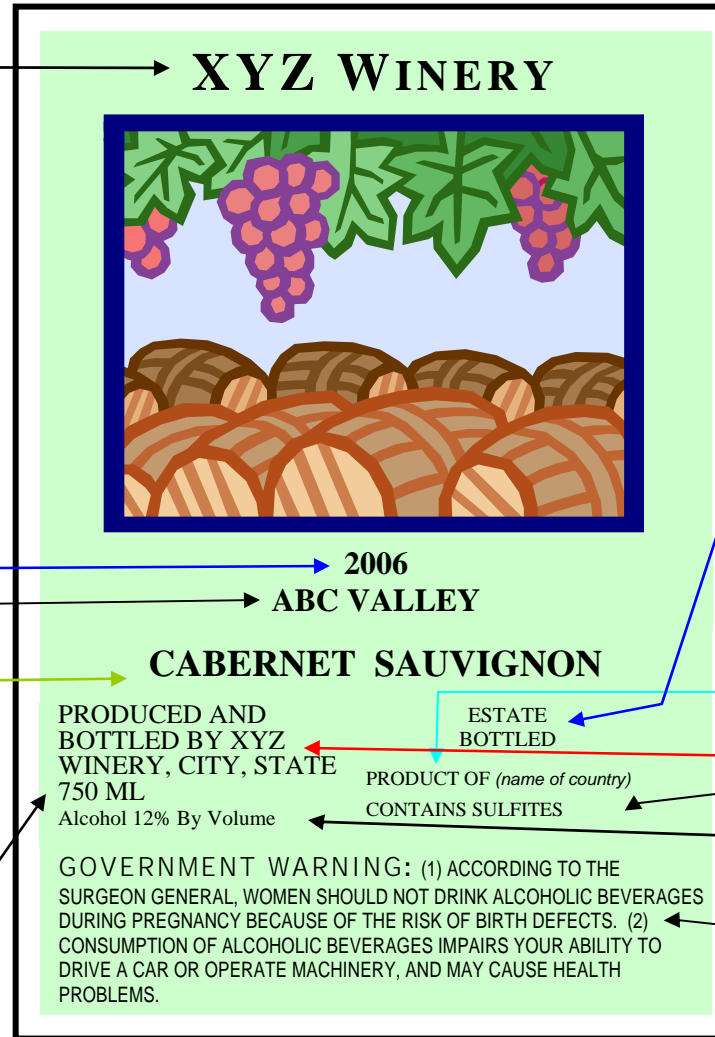 XYZ WINERY
2006
ABC VALLEY
CABERNET SAUVIGNON
PRODUCED AND
BOTTLED BY XYZ
WINERY, CITY, STATE
750 ML
Alcohol 12% By Volume
ESTATE
BOTTLED
PRODUCT OF (name of country)
CONTAINS SULFITES
GOVERNMENT WARNING: (1) ACCORDING TO THE
SURGEON GENERAL, WOMEN SHOULD NOT DRINK ALCOHOLIC BEVERAGES
DURING PREGNANCY BECAUSE OF THE RISK OF BIRTH DEFECTS. (2)
CONSUMPTION OF ALCOHOLIC BEVERAGES IMPAIRS YOUR ABILITY TO
DRIVE A CAR OR OPERATE MACHINERY, AND MAY CAUSE HEALTH
PROBLEMS.